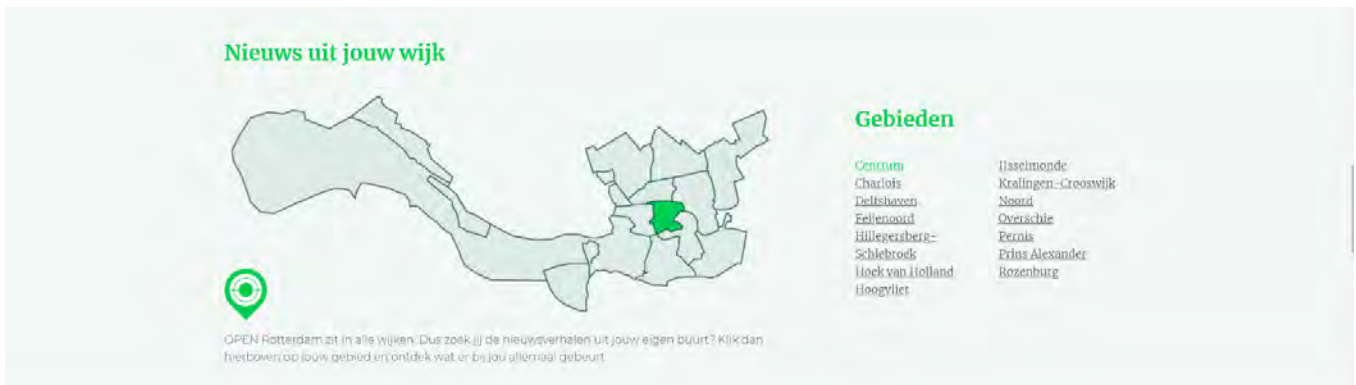 Nieuws uit jouw wijk
Gebieden
Centrum
Charlois
Delfshaven
Feijenoord
Hillegersberg-
Schiebroek
Hoek van Holland
Hoogvliet
IJsselmonde
Kralingen-Crooswijk
Noord
Overschie
Pernis
Prins Alexander
Rozenburg
OPEN Rotterdam zit in alle wijken. Dus zoek jij de nieuwsverhalen uit jouw eigen buurt? Klik dan
hierboven op jouw gebied en ontdek wat er bij jou allemaal gebeurt.